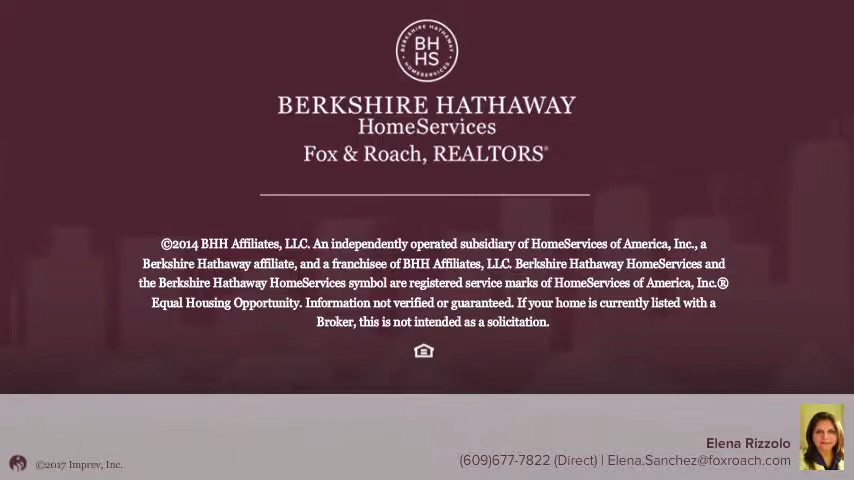 BERKSHIRE HATHAWAY
HOMESERVICES
BH
HS
BERKSHIRE HATHAWAY
HomeServices
Fox & Roach, REALTORS®
©2014 BHH Affiliates, LLC. An independently operated subsidiary of HomeServices of America, Inc., a
Berkshire Hathaway affiliate, and a franchisee of BHH Affiliates, LLC. Berkshire Hathaway HomeServices and
the Berkshire Hathaway HomeServices symbol are registered service marks of HomeServices of America, Inc.®
Equal Housing Opportunity. Information not verified or guaranteed. If your home is currently listed with a
Broker, this is not intended as a solicitation.
Elena Rizzolo
(609)677-7822 (Direct) | Elena.Sanchez@foxroach.com
©2017 Imprev, Inc.